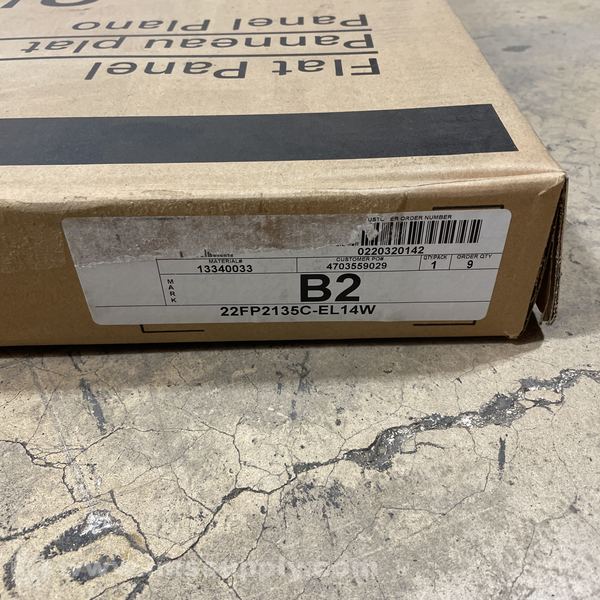 Flat Panel
Panneau plat
Panel Plano
ER ORDER NUMBER
0220320142
MATERIAL# CUSTOMER PO# QTY/PACK ORDER QTY
13340033 4703559029 1 9
MARK B2
22FP2135C-EL14W